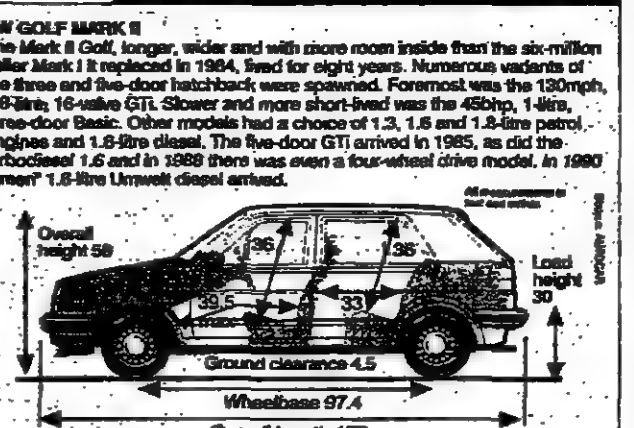 GOLF MARK II
Mark II Golf, longer, wider and with more room inside than the six-million
Mark I it replaced in 1984, lived for eight years. Numerous variants of
three and five-door hatchback were spawned. Foremost was the 130mph,
16-valve GTi. Slower and more short-lived was the 45bhp, 1-litre,
door Basic. Other models had a choice of 1.3, 1.6 and 1.8-litre petrol
and 1.6-litre diesel. The five-door GTi arrived in 1985, as did the
1.6 and in 1988 there was even a four-wheel drive model. In 1990
1.6-litre Umwelt diesel arrived.
All measurements in
Overall
height 56
36
36
Load
height
30
39.5
33
Ground clearance 4.5
Wheelbase 97.4